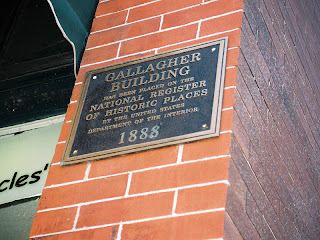 GALLAGHER
BUILDING
HAS BEEN PLACED ON THE
NATIONAL REGISTER
OF HISTORIC PLACES
BY THE UNITED STATES
DEPARTMENT OF THE INTERIOR
1888
cles'